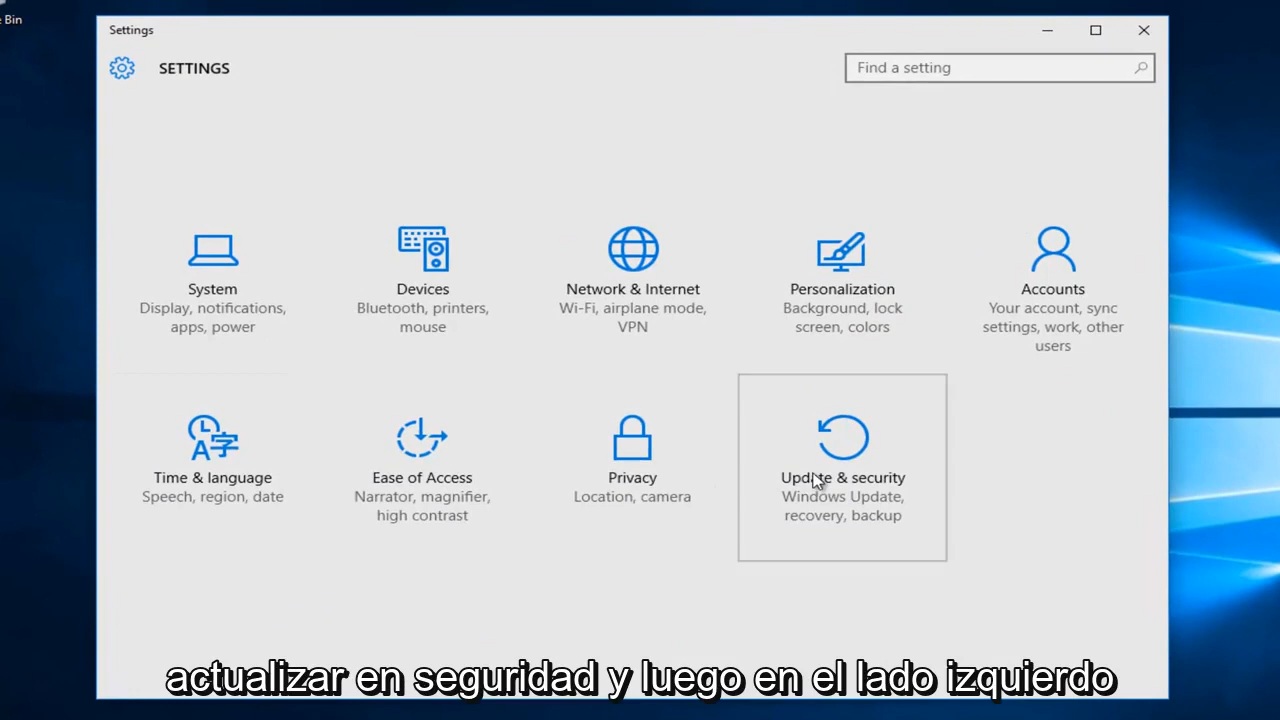 Bin
Settings
SETTINGS
Find a setting
System
Display, notifications,
apps, power
Devices
Bluetooth, printers,
mouse
Network & Internet
Wi-Fi, airplane mode,
VPN
Personalization
Background, lock
screen, colors
Accounts
Your account, sync
settings, work, other
users
Time & language
Speech, region, date
Ease of Access
Narrator, magnifier,
high contrast
Privacy
Location, camera
Update & security
Windows Update,
recovery, backup
actualizar en seguridad y luego en el lado izquierdo